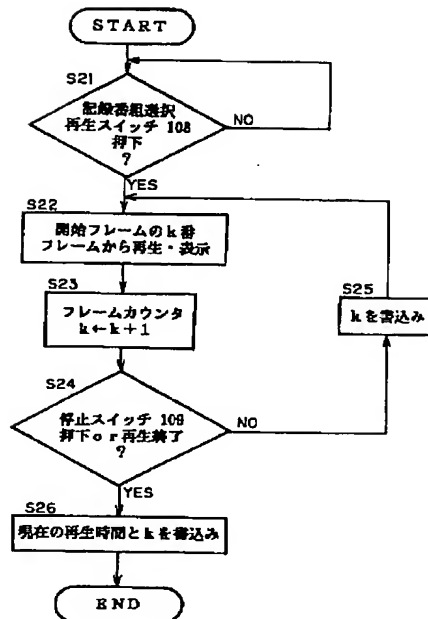 START
S21
記録番組選択
再生スイッチ 108
押下
?
NO
YES
S22
開始フレームのk番
フレームから再生・表示
S23
フレームカウンタ
k←k+1
S25
kを書込み
S24
停止スイッチ 109
押下or再生終了
?
NO
YES
S26
現在の再生時間とkを書込み
END